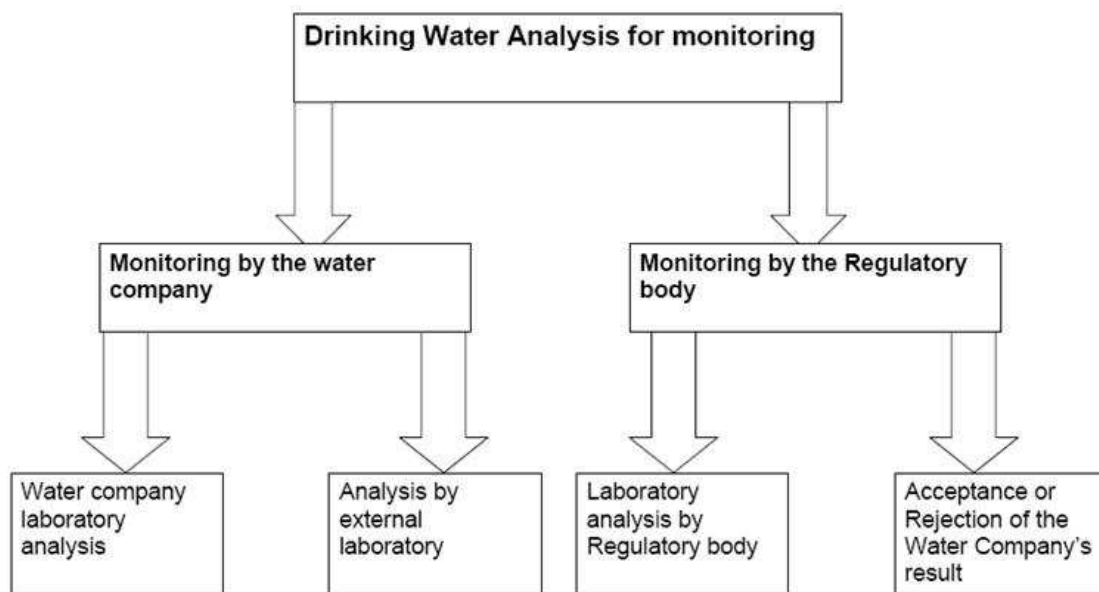 Drinking Water Analysis for monitoring
Monitoring by the water
company
Monitoring by the Regulatory
body
Water company
laboratory
analysis
Analysis by
external
laboratory
Laboratory
analysis by
Regulatory body
Acceptance or
Rejection of the
Water Company’s
result